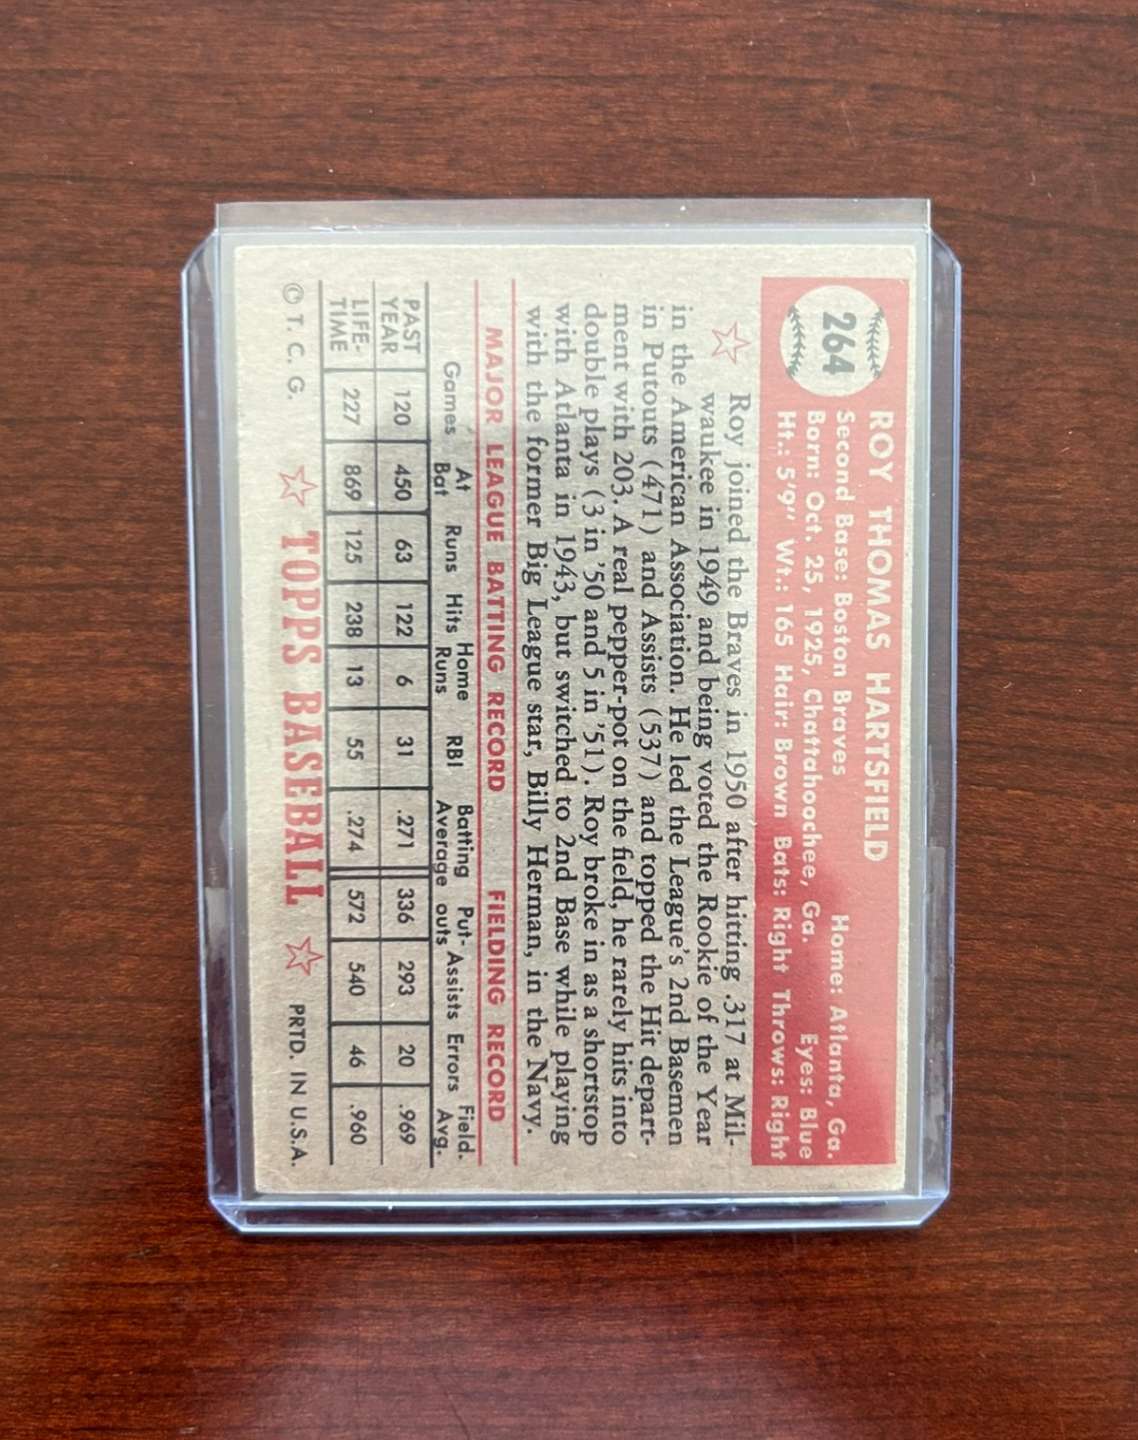 264
ROY THOMAS HARTSFIELD
Second Base: Boston Braves Home: Atlanta, Ga.
Born: Oct. 25, 1925, Chattahoochee, Ga. Eyes: Blue
Ht.: 5'9" Wt.: 165 Hair: Brown Bats: Right Throws: Right
Roy joined the Braves in 1950 after hitting .317 at Mil-
waukee in 1949 and being voted the Rookie of the Year
in the American Association. He led the League's 2nd Basemen
in Putouts (471) and Assists (537) and topped the Hit depart-
ment with 203. A real pepper-pot on the field, he rarely hits into
double plays (3 in '50 and 5 in '51). Roy broke in as a shortstop
with Atlanta in 1943, but switched to 2nd Base while playing
with the former Big League star, Billy Herman, in the Navy.
MAJOR LEAGUE BATTING RECORD FIELDING RECORD
Games At Bat Runs Hits Home Runs RBI Batting Average Put-outs Assists Errors Field. Avg.
PAST YEAR 120 450 63 122 6 31 .271 336 293 20 .969
LIFE-TIME 227 869 125 238 13 55 .274 572 540 46 .960
© T. C. G. TOPPS BASEBALL PRTD. IN U.S.A.